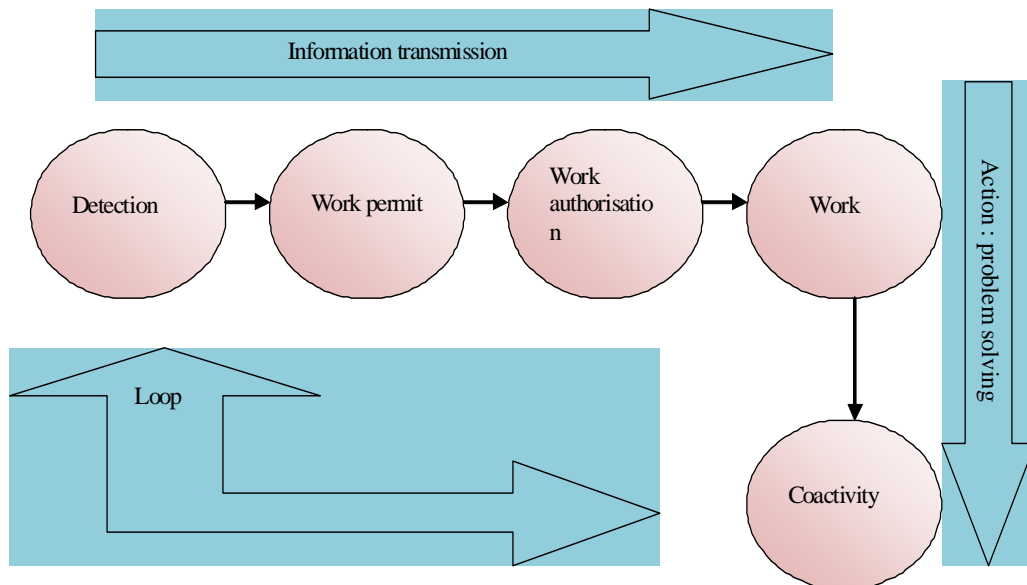 Information transmission
Detection
Work permit
Work
authorisatio
n
Work
Action : problem solving
Loop
Coactivity